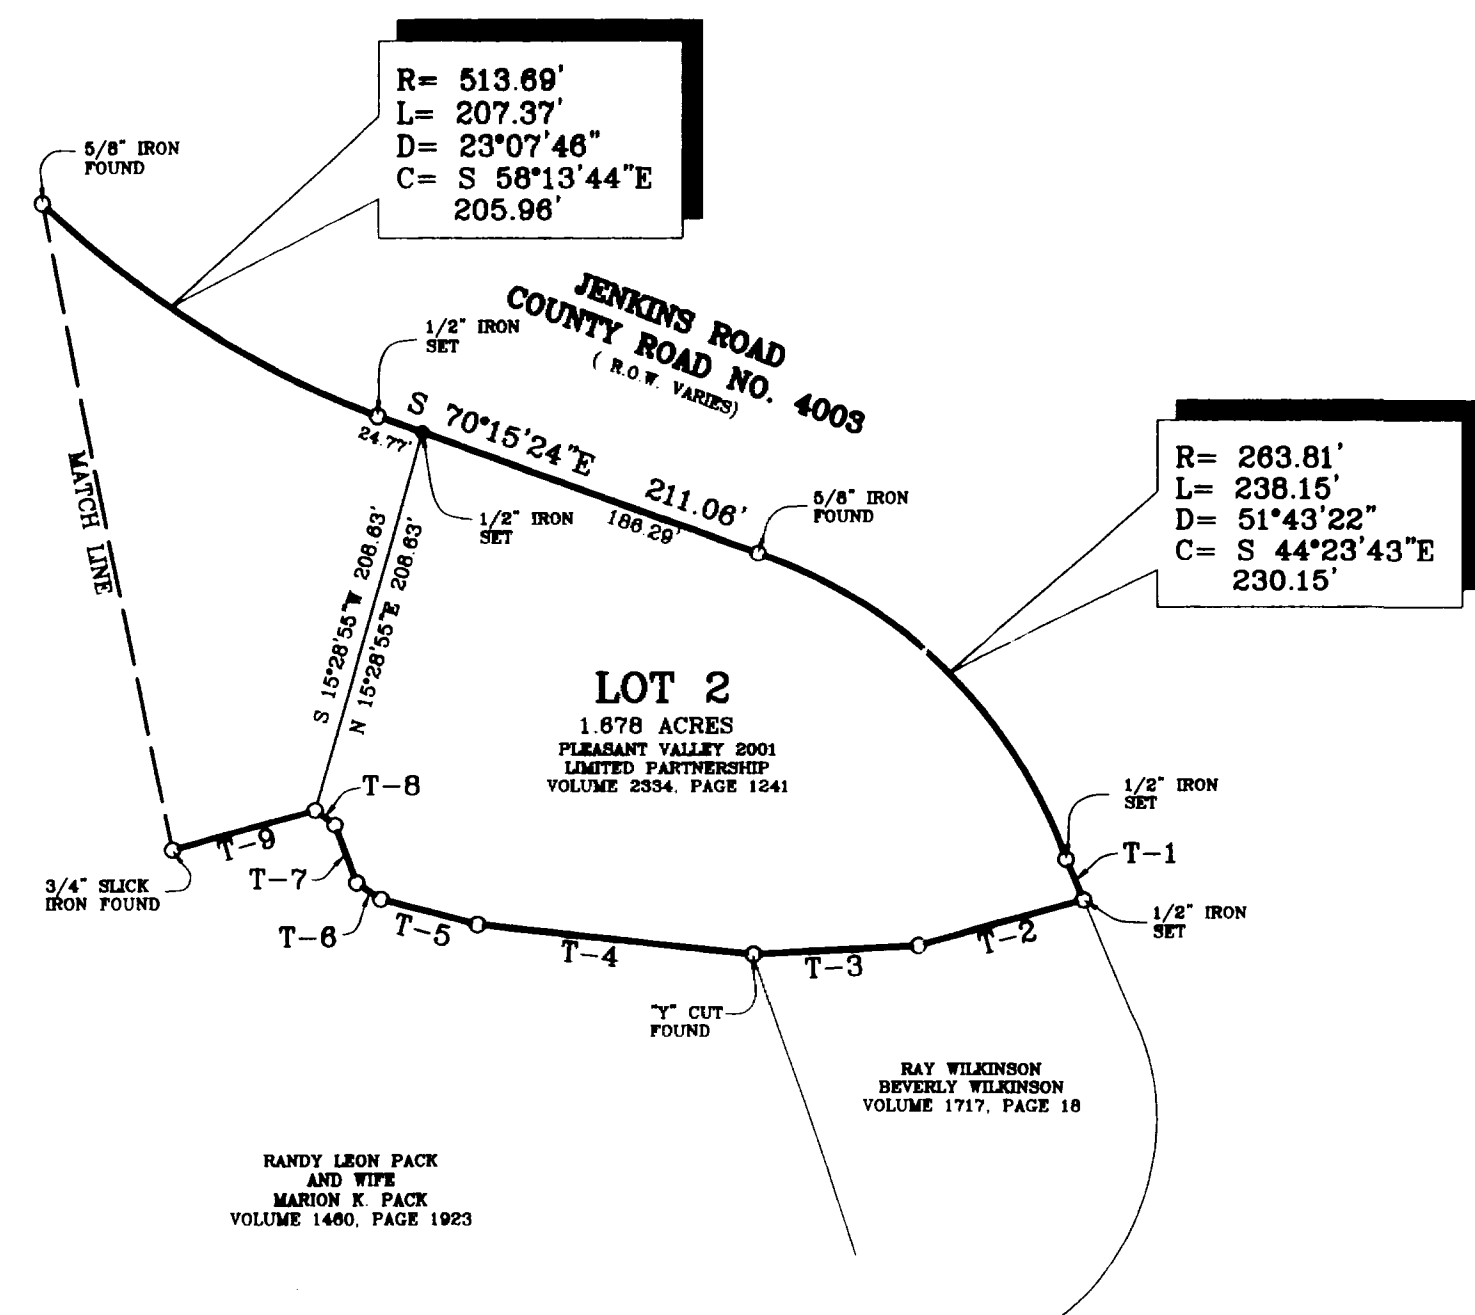 R= 513.69'
L= 207.37'
D= 23°07'46"
C= S 58°13'44"E
205.96'
5/8" IRON
FOUND
JENKINS ROAD
COUNTY ROAD NO. 4003
( R.O.W. VARIES)
1/2" IRON
SET
S 70°15'24"E 211.06'
24.77'
186.29'
R= 263.81'
L= 238.15'
D= 51°43'22"
C= S 44°23'43"E
230.15'
5/8" IRON
FOUND
1/2" IRON
SET
MATCH LINE
S 15°28'55"W 208.63'
N 15°28'55"E 208.63'
LOT 2
1.678 ACRES
PLEASANT VALLEY 2001
LIMITED PARTNERSHIP
VOLUME 2334, PAGE 1241
T-8
1/2" IRON
SET
T-9
T-1
T-7
3/4" SLICK
IRON FOUND
1/2" IRON
SET
T-6
T-5
T-4
T-3
T-2
"Y" CUT
FOUND
RAY WILKINSON
BEVERLY WILKINSON
VOLUME 1717, PAGE 18
RANDY LEON PACK
AND WIFE
MARION K. PACK
VOLUME 1460, PAGE 1923